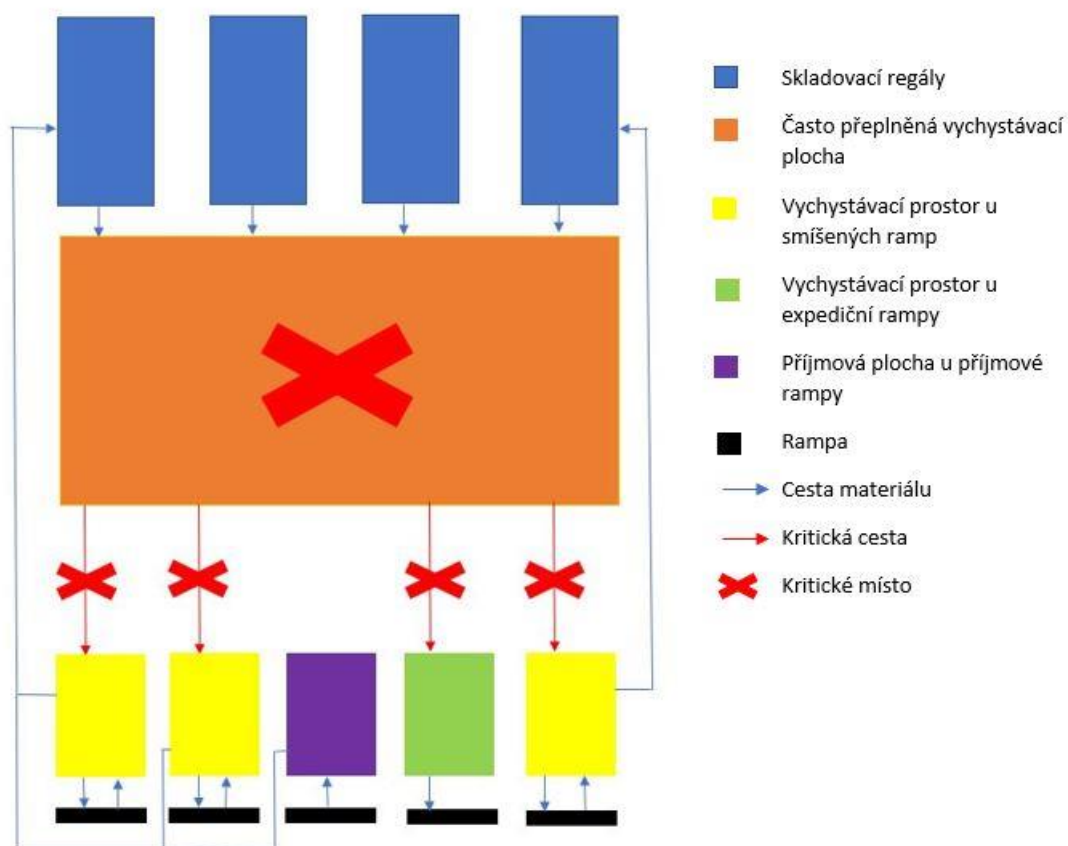 Skladovací regály
Často přeplněná vychystávací
plocha
Vychystávací prostor u
smíšených ramp
Vychystávací prostor u
expediční rampy
Příjmová plocha u příjmové
rampy
Rampa
Cesta materiálu
Kritická cesta
Kritické místo